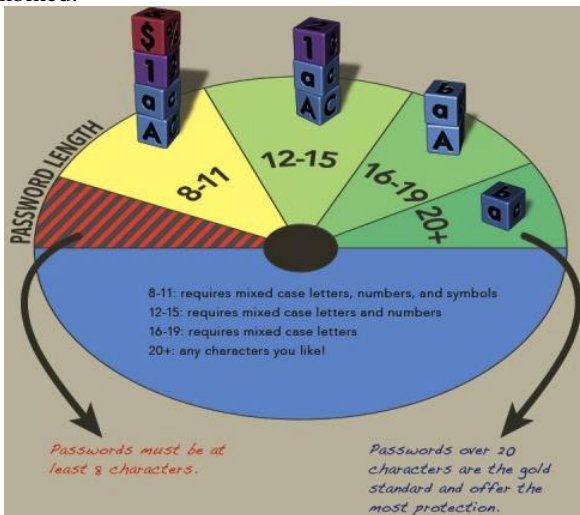 PASSWORD LENGTH
8-11
12-15
16-19
20+
$
1
a
A
1
a
A C
a
A
a
8-11: requires mixed case letters, numbers, and symbols
12-15: requires mixed case letters and numbers
16-19: requires mixed case letters
20+: any characters you like!
Passwords must be at
least 8 characters.
Passwords over 20
characters are the gold
standard and offer the
most protection.